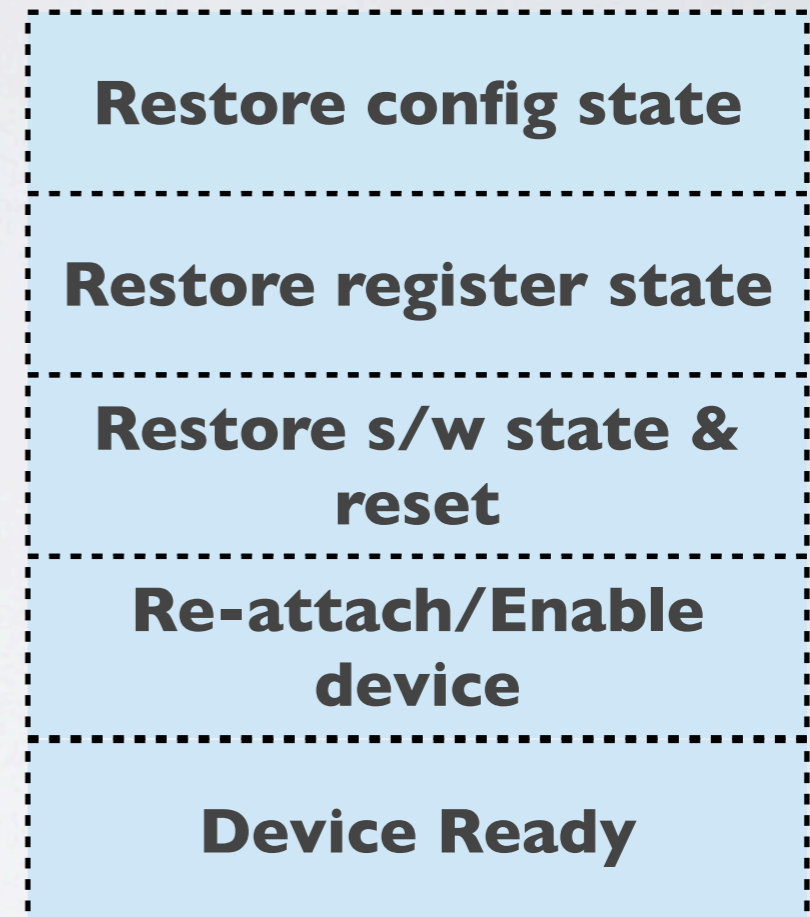 Restore config state
Restore register state
Restore s/w state &
reset
Re-attach/Enable
device
Device Ready